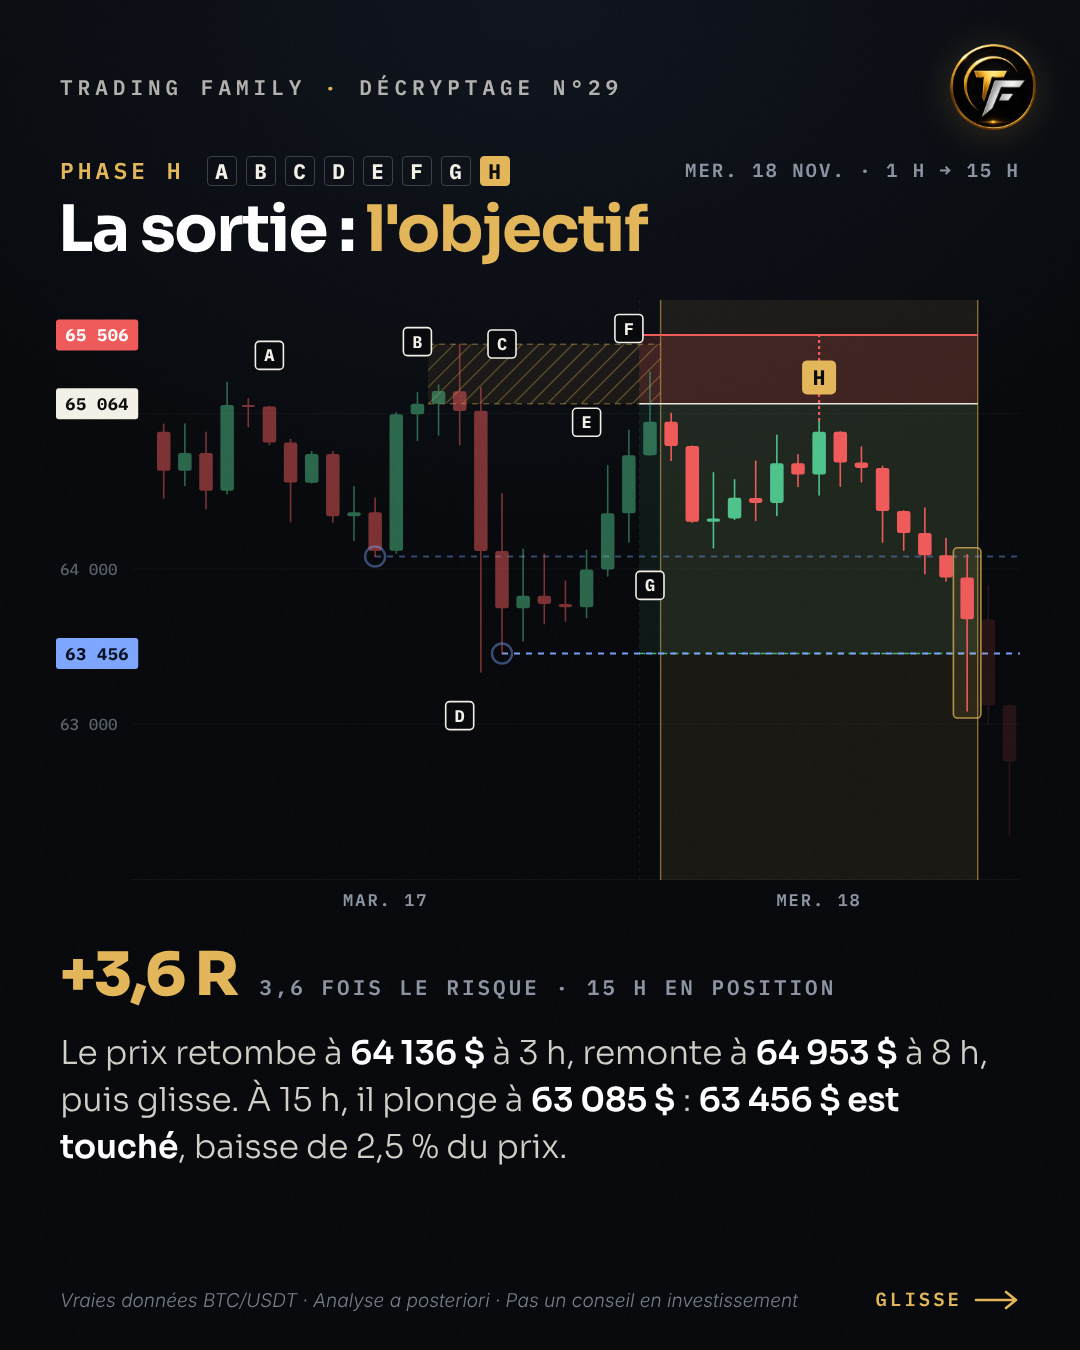 TRADING FAMILY · DÉCRYPTAGE N°29
TF
PHASE H A B C D E F G H
MER. 18 NOV. · 1 H → 15 H
La sortie : l'objectif
65 506
65 064
64 000
63 456
63 000
A
B
C
D
E
F
G
H
MAR. 17
MER. 18
+3,6 R 3,6 FOIS LE RISQUE · 15 H EN POSITION
Le prix retombe à 64 136 $ à 3 h, remonte à 64 953 $ à 8 h,
puis glisse. À 15 h, il plonge à 63 085 $ : 63 456 $ est
touché, baisse de 2,5 % du prix.
Vraies données BTC/USDT · Analyse a posteriori · Pas un conseil en investissement
GLISSE →